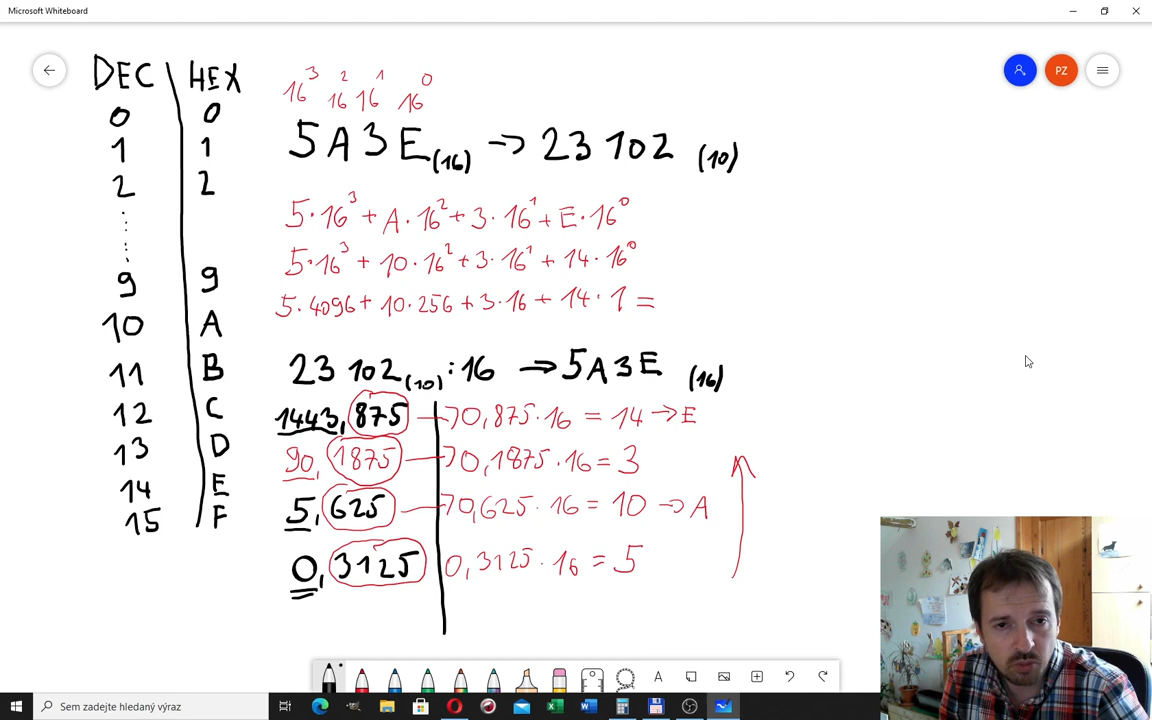 Microsoft Whiteboard
PZ
DEC HEX
0 0
1 1
2 2
9 9
10 A
11 B
12 C
13 D
14 E
15 F
16³ 16² 16¹ 16⁰
5A3E(16) → 23 102 (10)
5·16³ + A·16² + 3·16¹ + E·16⁰
5·16³ + 10·16² + 3·16¹ + 14·16⁰
5·4096 + 10·256 + 3·16 + 14·1 =
23 102(10) : 16 → 5A3E (16)
1443,875 → 0,875·16 = 14 → E
90,1875 → 0,1875·16 = 3
5,625 → 0,625·16 = 10 → A
0,3125 0,3125·16 = 5
A
Sem zadejte hledaný výraz